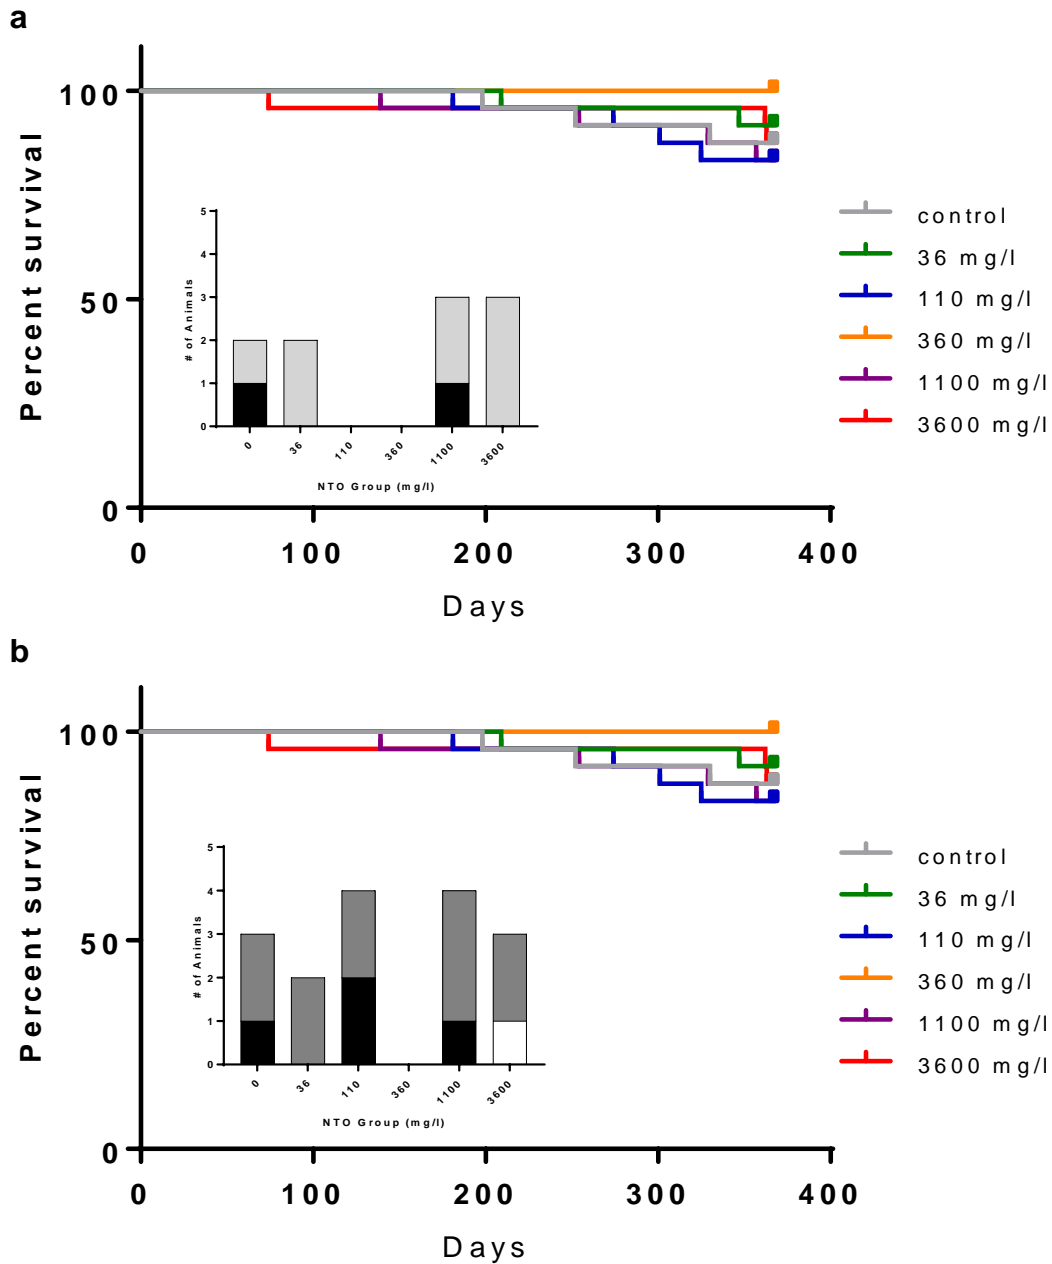 a
Percent survival
100
50
0
0 100 200 300 400
Days
# of Animals
5
4
3
2
1
0
0 36 110 360 1100 3600
NTO Group (mg/l)
control
36 mg/l
110 mg/l
360 mg/l
1100 mg/l
3600 mg/l
b
Percent survival
100
50
0
0 100 200 300 400
Days
# of Animals
5
4
3
2
1
0
0 36 110 360 1100 3600
NTO Group (mg/l)
control
36 mg/l
110 mg/l
360 mg/l
1100 mg/l
3600 mg/l